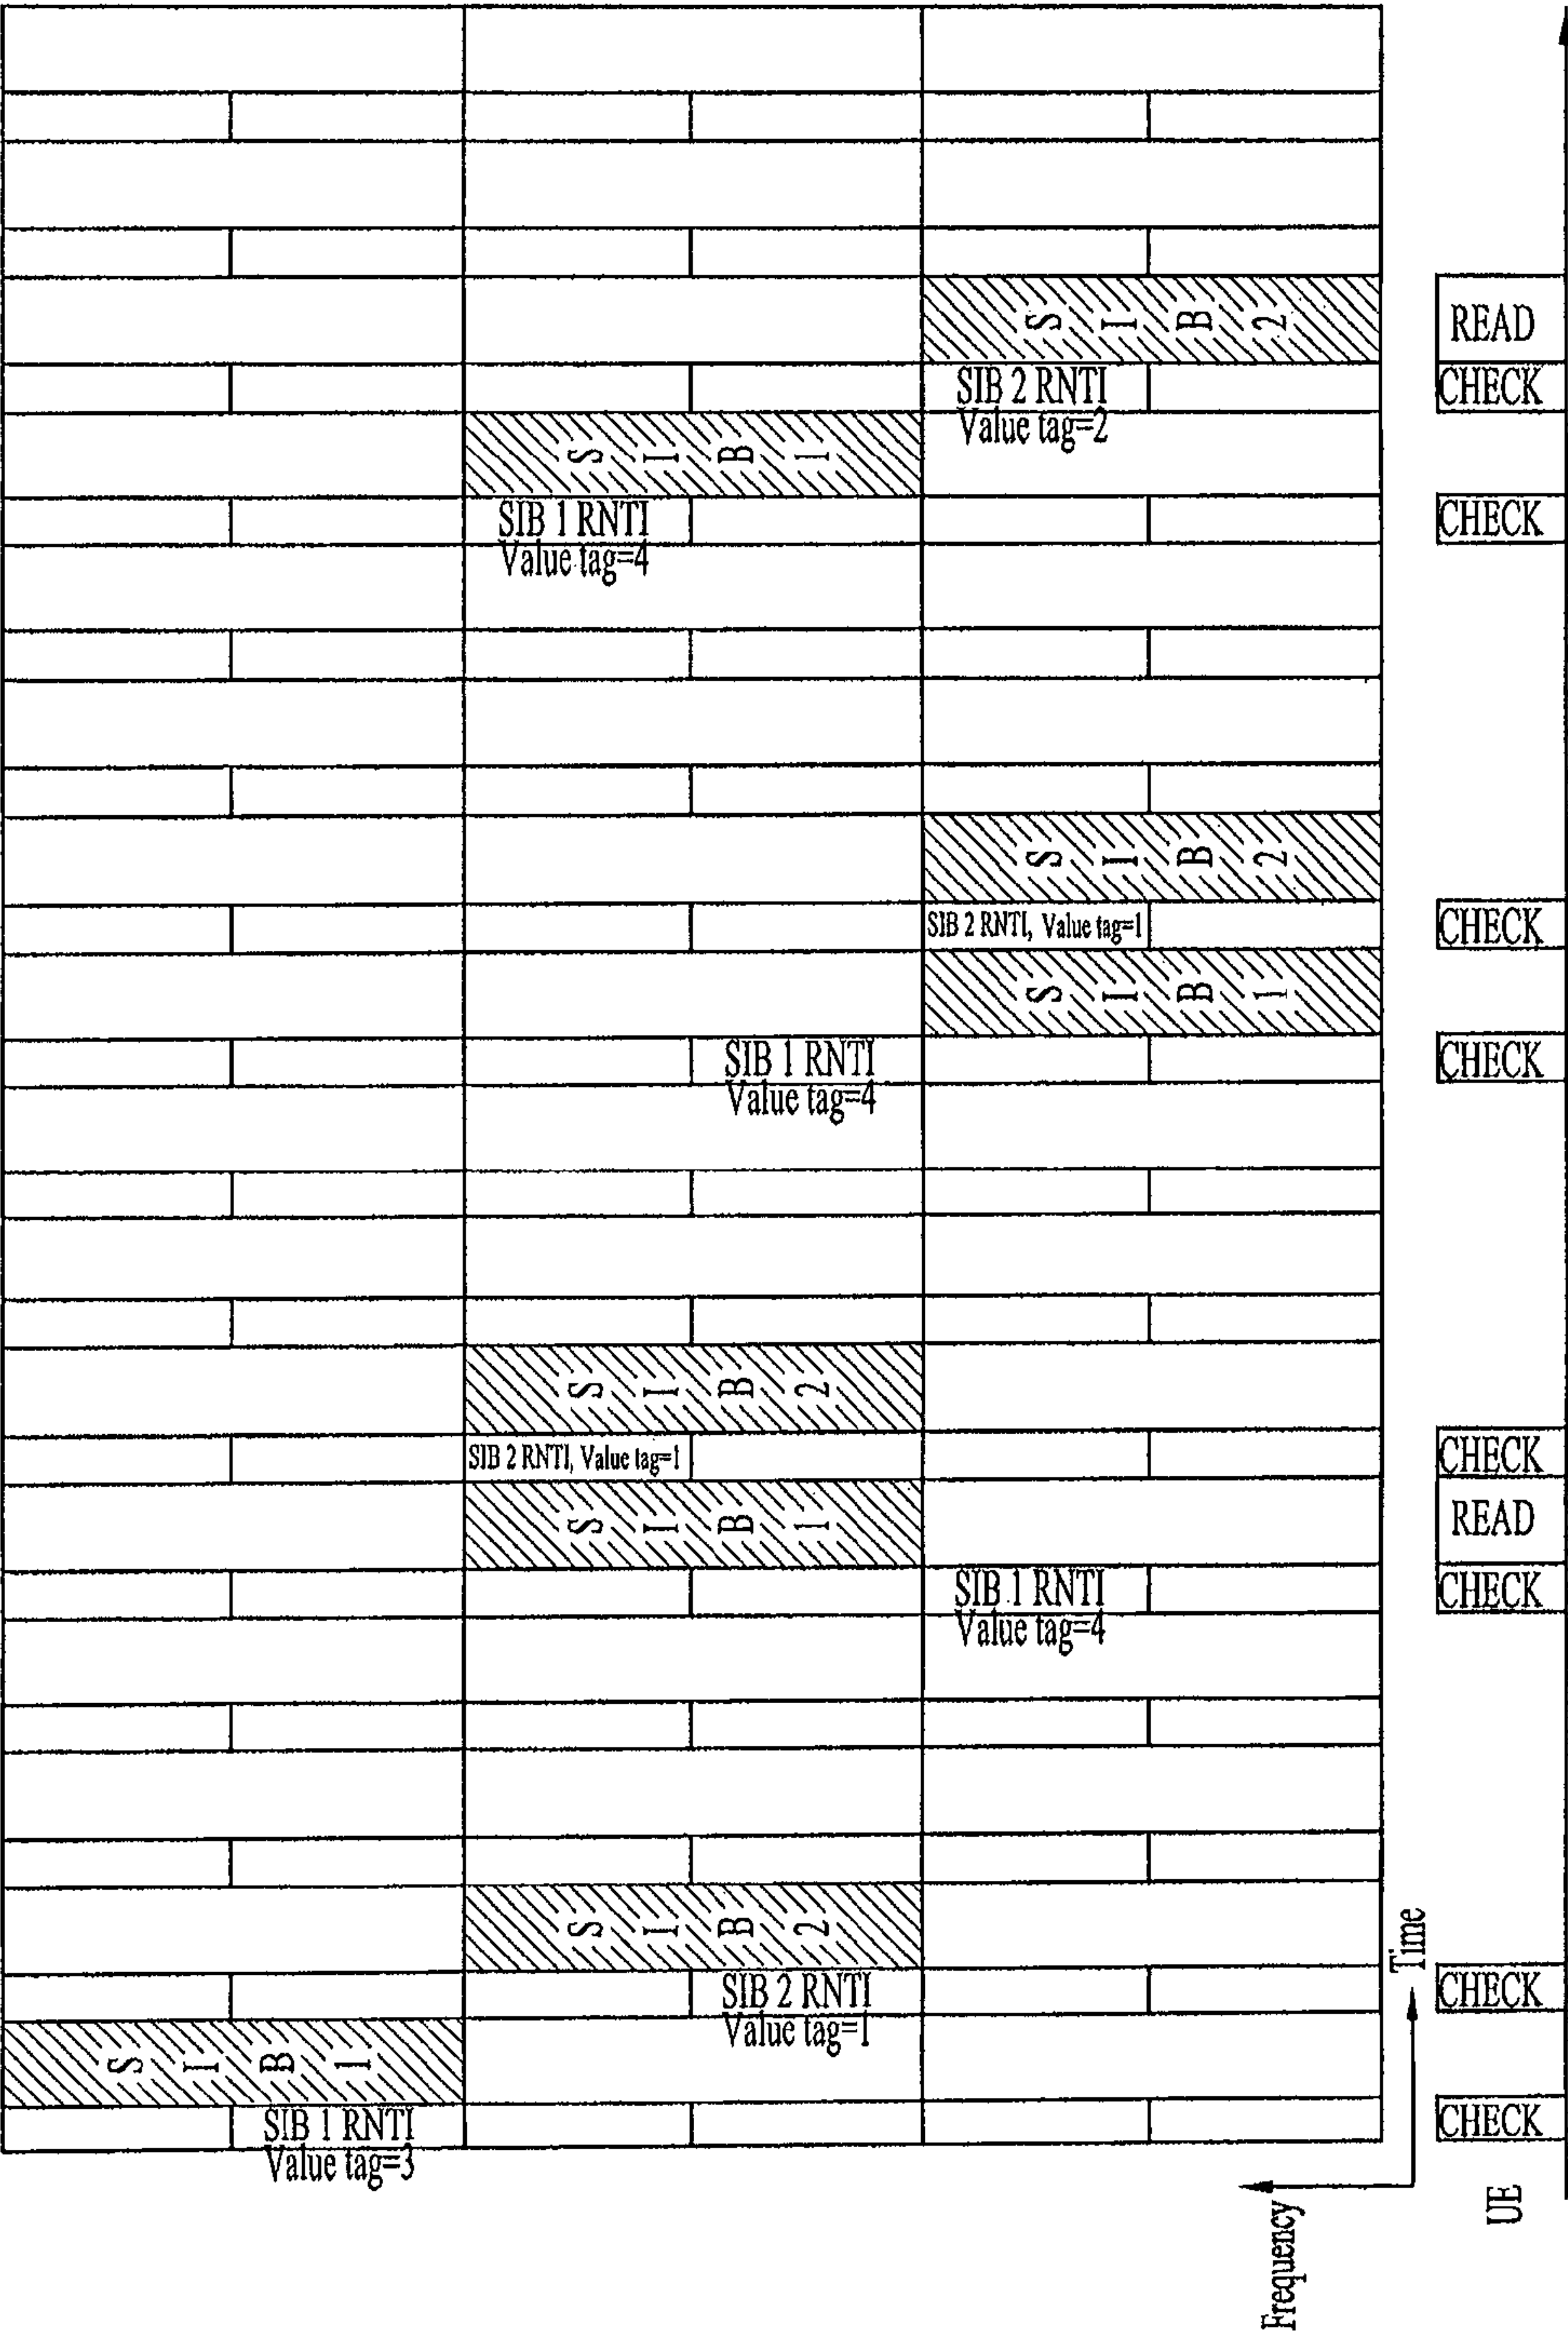 S I B 2
READ
SIB 2 RNTI
Value tag=2
CHECK
S I B 1
SIB 1 RNTI
Value tag=4
CHECK
S I B 2
SIB 2 RNTI, Value tag=1
CHECK
S I B 1
SIB 1 RNTI
Value tag=4
CHECK
S I B 2
SIB 2 RNTI, Value tag=1
CHECK
S I B 1
READ
SIB 1 RNTI
Value tag=4
CHECK
S I B 2
Time
SIB 2 RNTI
Value tag=1
CHECK
S I B 1
SIB 1 RNTI
Value tag=3
CHECK
Frequency
UE